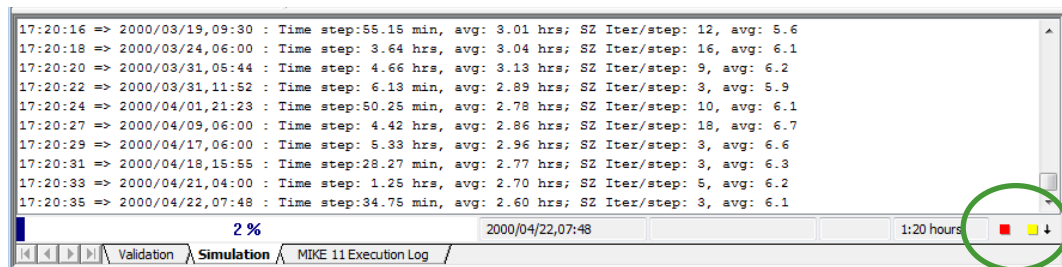 17:20:16 => 2000/03/19,09:30 : Time step:55.15 min, avg: 3.01 hrs; SZ Iter/step: 12, avg: 5.6
17:20:18 => 2000/03/24,06:00 : Time step: 3.64 hrs, avg: 3.04 hrs; SZ Iter/step: 16, avg: 6.1
17:20:20 => 2000/03/31,05:44 : Time step: 4.66 hrs, avg: 3.13 hrs; SZ Iter/step: 9, avg: 6.2
17:20:22 => 2000/03/31,11:52 : Time step: 6.13 min, avg: 2.89 hrs; SZ Iter/step: 3, avg: 5.9
17:20:24 => 2000/04/01,21:23 : Time step:50.25 min, avg: 2.78 hrs; SZ Iter/step: 10, avg: 6.1
17:20:27 => 2000/04/09,06:00 : Time step: 4.42 hrs, avg: 2.86 hrs; SZ Iter/step: 18, avg: 6.7
17:20:29 => 2000/04/17,06:00 : Time step: 5.33 hrs, avg: 2.96 hrs; SZ Iter/step: 3, avg: 6.6
17:20:31 => 2000/04/18,15:55 : Time step:28.27 min, avg: 2.77 hrs; SZ Iter/step: 3, avg: 6.3
17:20:33 => 2000/04/21,04:00 : Time step: 1.25 hrs, avg: 2.70 hrs; SZ Iter/step: 5, avg: 6.2
17:20:35 => 2000/04/22,07:48 : Time step:34.75 min, avg: 2.60 hrs; SZ Iter/step: 3, avg: 6.1
2 % 2000/04/22,07:48 1:20 hours
Validation Simulation MIKE 11 Execution Log